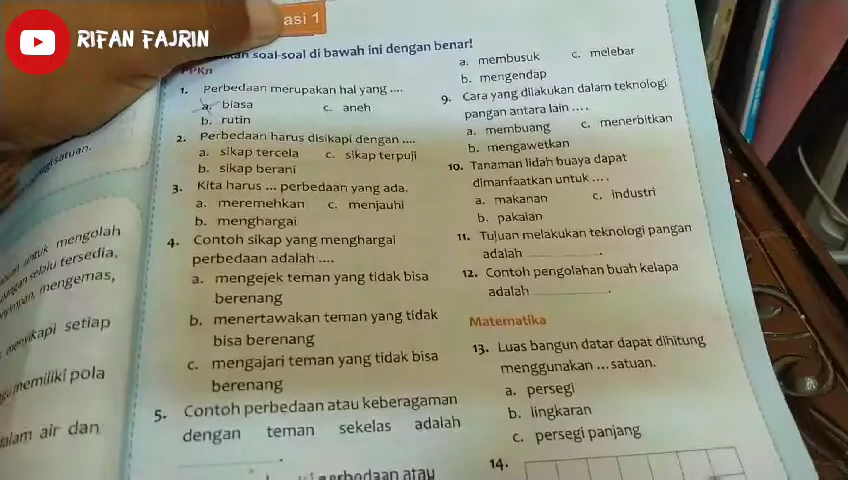 RIFAN FAJRIN
asi 1
soal-soal di bawah ini dengan benar!
PPKn
1. Perbedaan merupakan hal yang ....
a. biasa c. aneh
b. rutin
2. Perbedaan harus disikapi dengan ....
a. sikap tercela c. sikap terpuji
b. sikap berani
3. Kita harus ... perbedaan yang ada.
a. meremehkan c. menjauhi
b. menghargai
4. Contoh sikap yang menghargai
perbedaan adalah ....
a. mengejek teman yang tidak bisa
berenang
b. menertawakan teman yang tidak
bisa berenang
c. mengajari teman yang tidak bisa
berenang
5. Contoh perbedaan atau keberagaman
dengan teman sekelas adalah
____.
a. membusuk c. melebar
b. mengendap
9. Cara yang dilakukan dalam teknologi
pangan antara lain ....
a. membuang c. menerbitkan
b. mengawetkan
10. Tanaman lidah buaya dapat
dimanfaatkan untuk ....
a. makanan c. industri
b. pakaian
11. Tujuan melakukan teknologi pangan
adalah ____.
12. Contoh pengolahan buah kelapa
adalah ____.
Matematika
13. Luas bangun datar dapat dihitung
menggunakan ... satuan.
a. persegi
b. lingkaran
c. persegi panjang
14.
satuan.
untuk mengolah
selalu tersedia,
mengemas,
setiap
memiliki pola
air dan